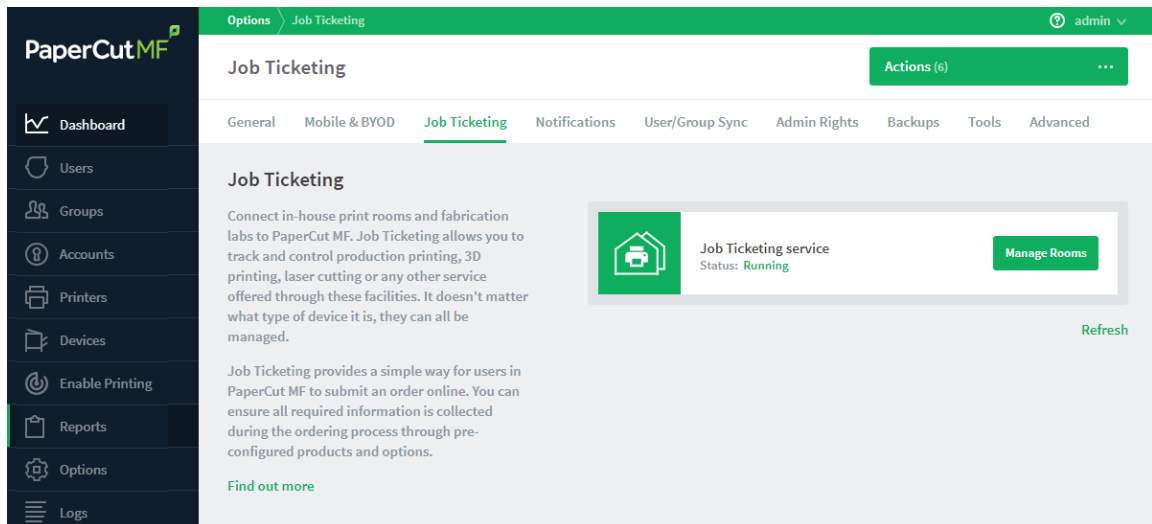 PaperCutMF
Options
Job Ticketing
admin
Job Ticketing
Actions (6)
...
Dashboard
Users
Groups
Accounts
Printers
Devices
Enable Printing
Reports
Options
Logs
General
Mobile & BYOD
Job Ticketing
Notifications
User/Group Sync
Admin Rights
Backups
Tools
Advanced
Job Ticketing
Connect in-house print rooms and fabrication
labs to PaperCut MF. Job Ticketing allows you to
track and control production printing, 3D
printing, laser cutting or any other service
offered through these facilities. It doesn't matter
what type of device it is, they can all be
managed.
Job Ticketing provides a simple way for users in
PaperCut MF to submit an order online. You can
ensure all required information is collected
during the ordering process through pre-
configured products and options.
Find out more
Job Ticketing service
Status: Running
Manage Rooms
Refresh